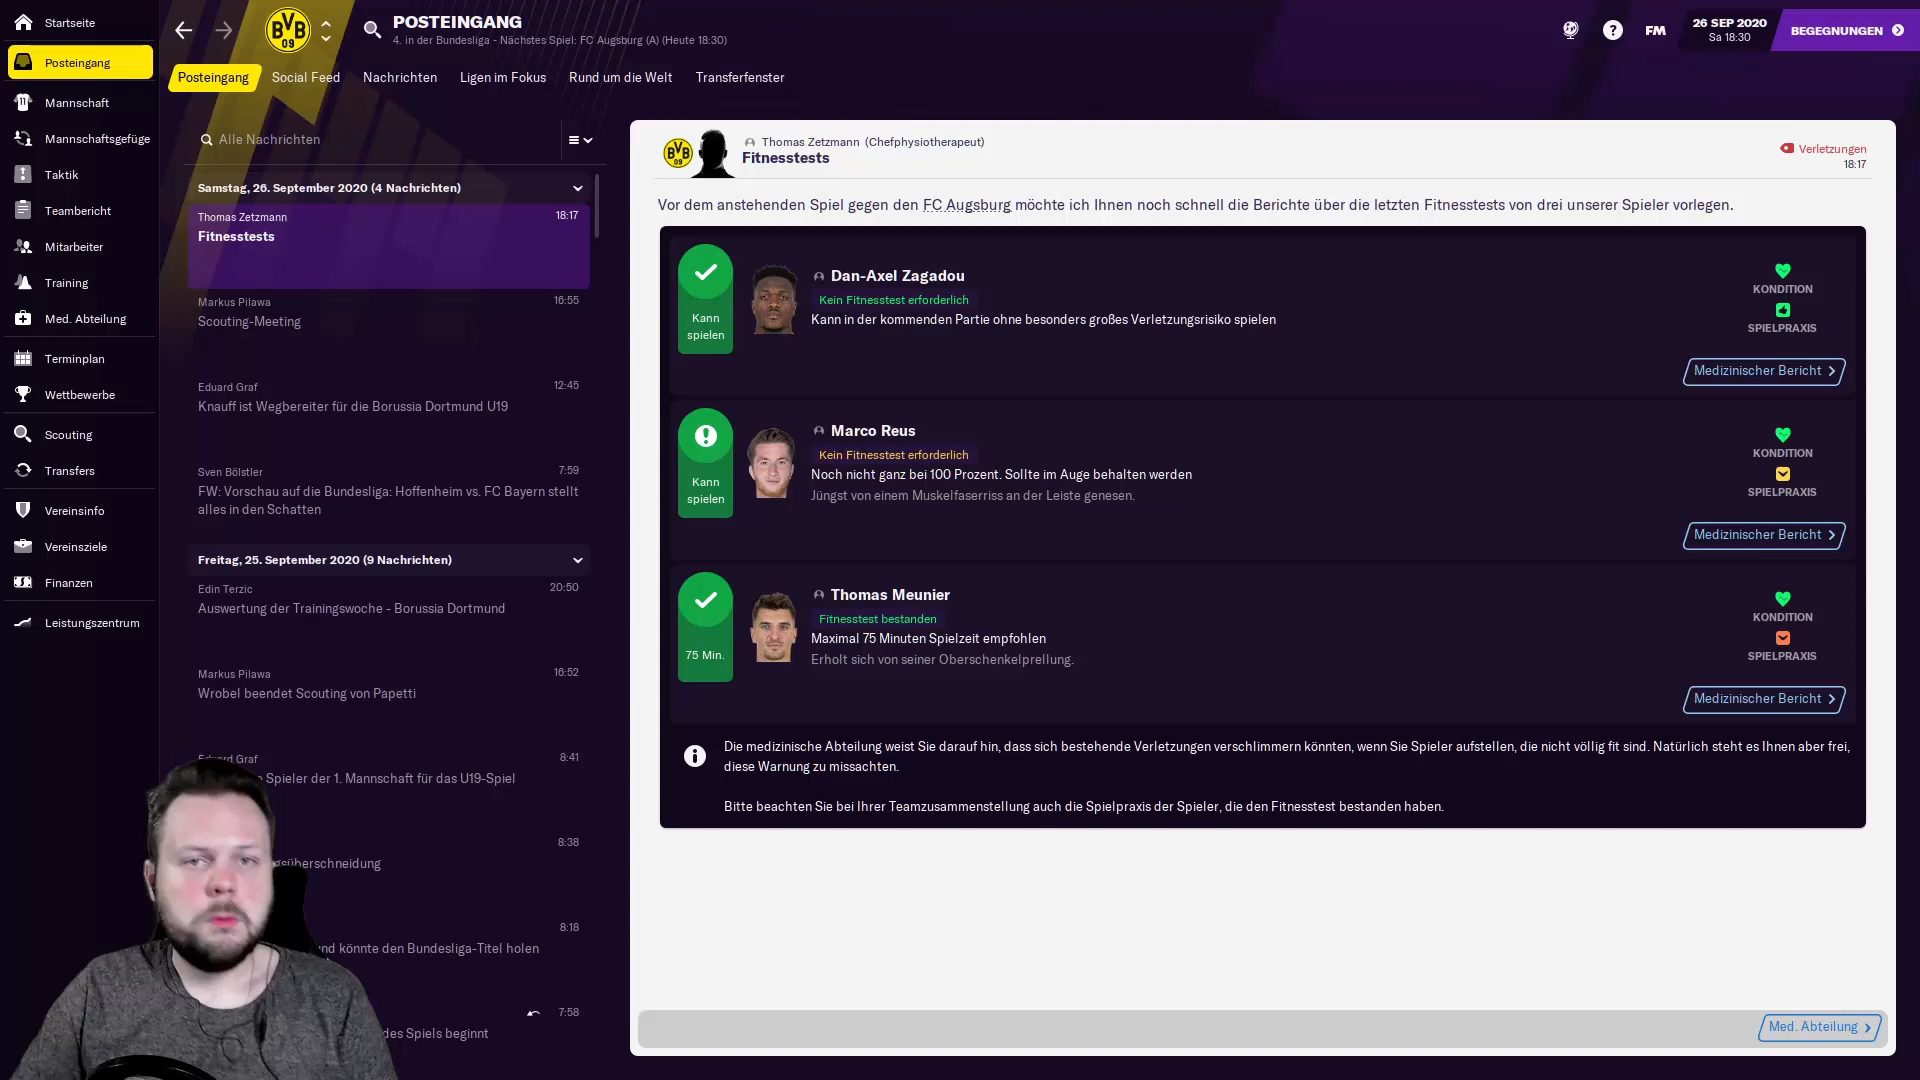 Startseite
Posteingang
Mannschaft
Mannschaftsgefüge
Taktik
Teambericht
Mitarbeiter
Training
Med. Abteilung
Terminplan
Wettbewerbe
Scouting
Transfers
Vereinsinfo
Vereinsziele
Finanzen
Leistungszentrum
BVB
09
POSTEINGANG
4. in der Bundesliga - Nächstes Spiel: FC Augsburg (A) (Heute 18:30)
FM
26 SEP 2020
Sa 18:30
BEGEGNUNGEN
Posteingang
Social Feed
Nachrichten
Ligen im Fokus
Rund um die Welt
Transferfenster
Alle Nachrichten
Samstag, 26. September 2020 (4 Nachrichten)
Thomas Zetzmann 18:17
Fitnesstests
Markus Pilawa 16:55
Scouting-Meeting
Eduard Graf 12:45
Knauff ist Wegbereiter für die Borussia Dortmund U19
Sven Bölstler 7:59
FW: Vorschau auf die Bundesliga: Hoffenheim vs. FC Bayern stellt
alles in den Schatten
Freitag, 25. September 2020 (9 Nachrichten)
Edin Terzic 20:50
Auswertung der Trainingswoche - Borussia Dortmund
Markus Pilawa 16:52
Wrobel beendet Scouting von Papetti
Eduard Graf 8:41
Spieler der 1. Mannschaft für das U19-Spiel
8:38
gsüberschneidung
8:18
und könnte den Bundesliga-Titel holen
7:58
des Spiels beginnt
BVB
09
Thomas Zetzmann (Chefphysiotherapeut)
Fitnesstests
Verletzungen
18:17
Vor dem anstehenden Spiel gegen den FC Augsburg möchte ich Ihnen noch schnell die Berichte über die letzten Fitnesstests von drei unserer Spieler vorlegen.
Kann
spielen
Dan-Axel Zagadou
Kein Fitnesstest erforderlich
Kann in der kommenden Partie ohne besonders großes Verletzungsrisiko spielen
KONDITION
SPIELPRAXIS
Medizinischer Bericht
Kann
spielen
Marco Reus
Kein Fitnesstest erforderlich
Noch nicht ganz bei 100 Prozent. Sollte im Auge behalten werden
Jüngst von einem Muskelfaserriss an der Leiste genesen.
KONDITION
SPIELPRAXIS
Medizinischer Bericht
75 Min.
Thomas Meunier
Fitnesstest bestanden
Maximal 75 Minuten Spielzeit empfohlen
Erholt sich von seiner Oberschenkelprellung.
KONDITION
SPIELPRAXIS
Medizinischer Bericht
Die medizinische Abteilung weist Sie darauf hin, dass sich bestehende Verletzungen verschlimmern könnten, wenn Sie Spieler aufstellen, die nicht völlig fit sind. Natürlich steht es Ihnen aber frei,
diese Warnung zu missachten.
Bitte beachten Sie bei Ihrer Teamzusammenstellung auch die Spielpraxis der Spieler, die den Fitnesstest bestanden haben.
Med. Abteilung